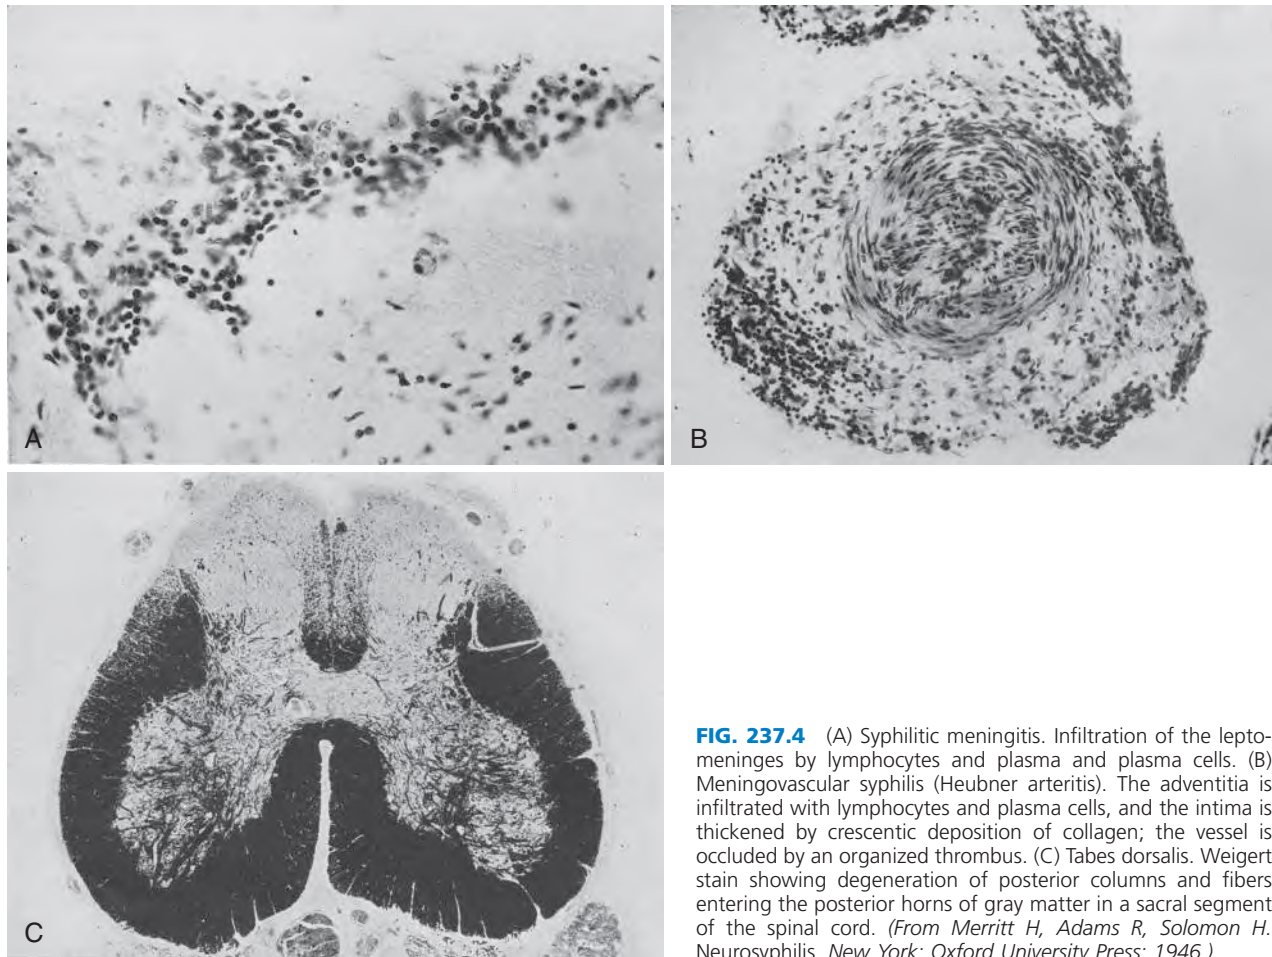 A
B
C
FIG. 237.4 (A) Syphilitic meningitis. Infiltration of the lepto-
meninges by lymphocytes and plasma and plasma cells. (B)
Meningovascular syphilis (Heubner arteritis). The adventitia is
infiltrated with lymphocytes and plasma cells, and the intima is
thickened by crescentic deposition of collagen; the vessel is
occluded by an organized thrombus. (C) Tabes dorsalis. Weigert
stain showing degeneration of posterior columns and fibers
entering the posterior horns of gray matter in a sacral segment
of the spinal cord. (From Merritt H, Adams R, Solomon H.
Neurosyphilis. New York: Oxford University Press; 1946.)